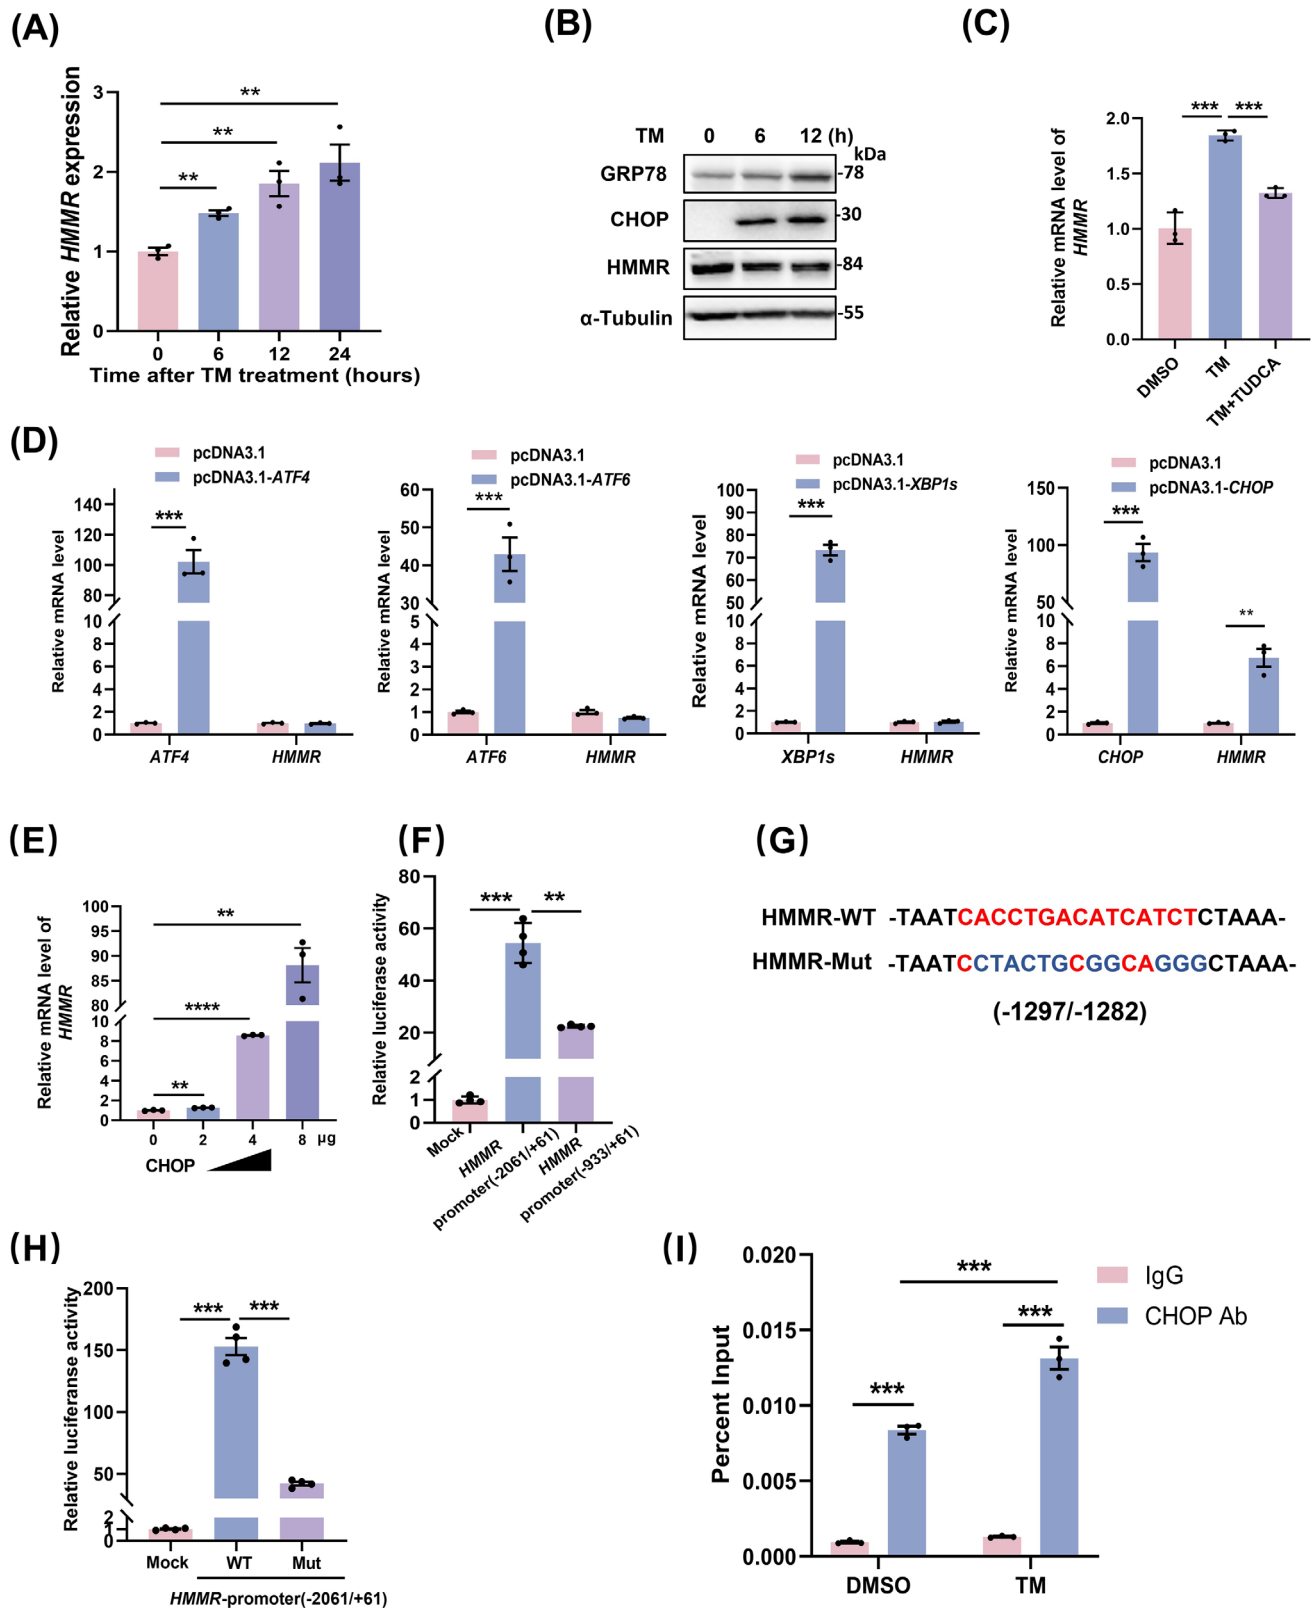 (A)
Relative HMMR expression
3
2
1
0
** 
**
**
0 6 12 24
Time after TM treatment (hours)
(B)
TM 0 6 12 (h)
kDa
GRP78 -78
CHOP -30
HMMR -84
α-Tubulin -55
(C)
Relative mRNA level of
HMMR
2.0
1.5
1.0
0.5
0.0
*** ***
DMSO TM TM+TUDCA
(D)
pcDNA3.1
pcDNA3.1-ATF4
Relative mRNA level
140
120
100
80
10
8
6
4
2
0
***
ATF4 HMMR
pcDNA3.1
pcDNA3.1-ATF6
Relative mRNA level
60
50
40
30
5
4
3
2
1
0
***
ATF6 HMMR
pcDNA3.1
pcDNA3.1-XBP1s
Relative mRNA level
100
90
80
70
60
50
10
8
6
4
2
0
***
XBP1s HMMR
pcDNA3.1
pcDNA3.1-CHOP
Relative mRNA level
150
100
50
10
8
6
4
2
0
***
**
CHOP HMMR
(E)
Relative mRNA level of
HMMR
100
95
90
85
80
10
8
6
4
2
0
**
****
**
0 2 4 8 μg
CHOP
(F)
Relative luciferase activity
80
60
40
20
2
1
0
*** **
Mock
HMMR
promoter(-2061/+61)
HMMR
promoter(-933/+61)
(G)
HMMR-WT -TAATCACCTGACATCATCTCTAAA-
HMMR-Mut -TAATCCTACTGCGGCAGGGCTAAA-
(-1297/-1282)
(H)
Relative luciferanse activity
200
150
100
50
2
1
0
*** ***
Mock WT Mut
HMMR-promoter(-2061/+61)
(I)
Percent Input
0.020
0.015
0.010
0.005
0.000
***
***
***
IgG
CHOP Ab
DMSO TM